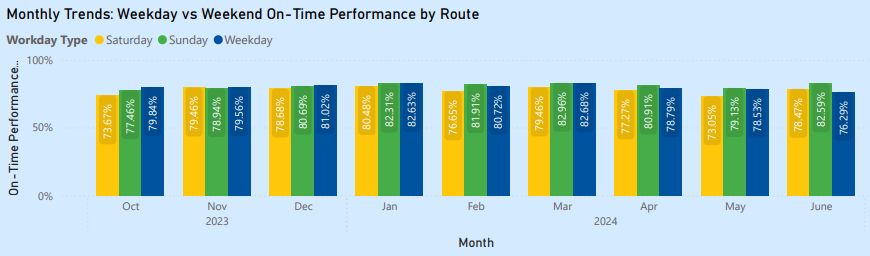 Monthly Trends: Weekday vs Weekend On-Time Performance by Route
Workday Type Saturday Sunday Weekday
On-Time Performance...
100%
50%
0%
73.67% 77.46% 79.84% 79.46% 78.94% 79.56% 78.68% 80.69% 81.02% 80.48% 82.31% 82.63% 76.65% 81.91% 80.72% 79.46% 82.96% 82.68% 77.27% 80.91% 78.79% 73.05% 79.13% 78.53% 78.47% 82.59% 76.29%
Oct Nov Dec Jan Feb Mar Apr May June
2023 2024
Month